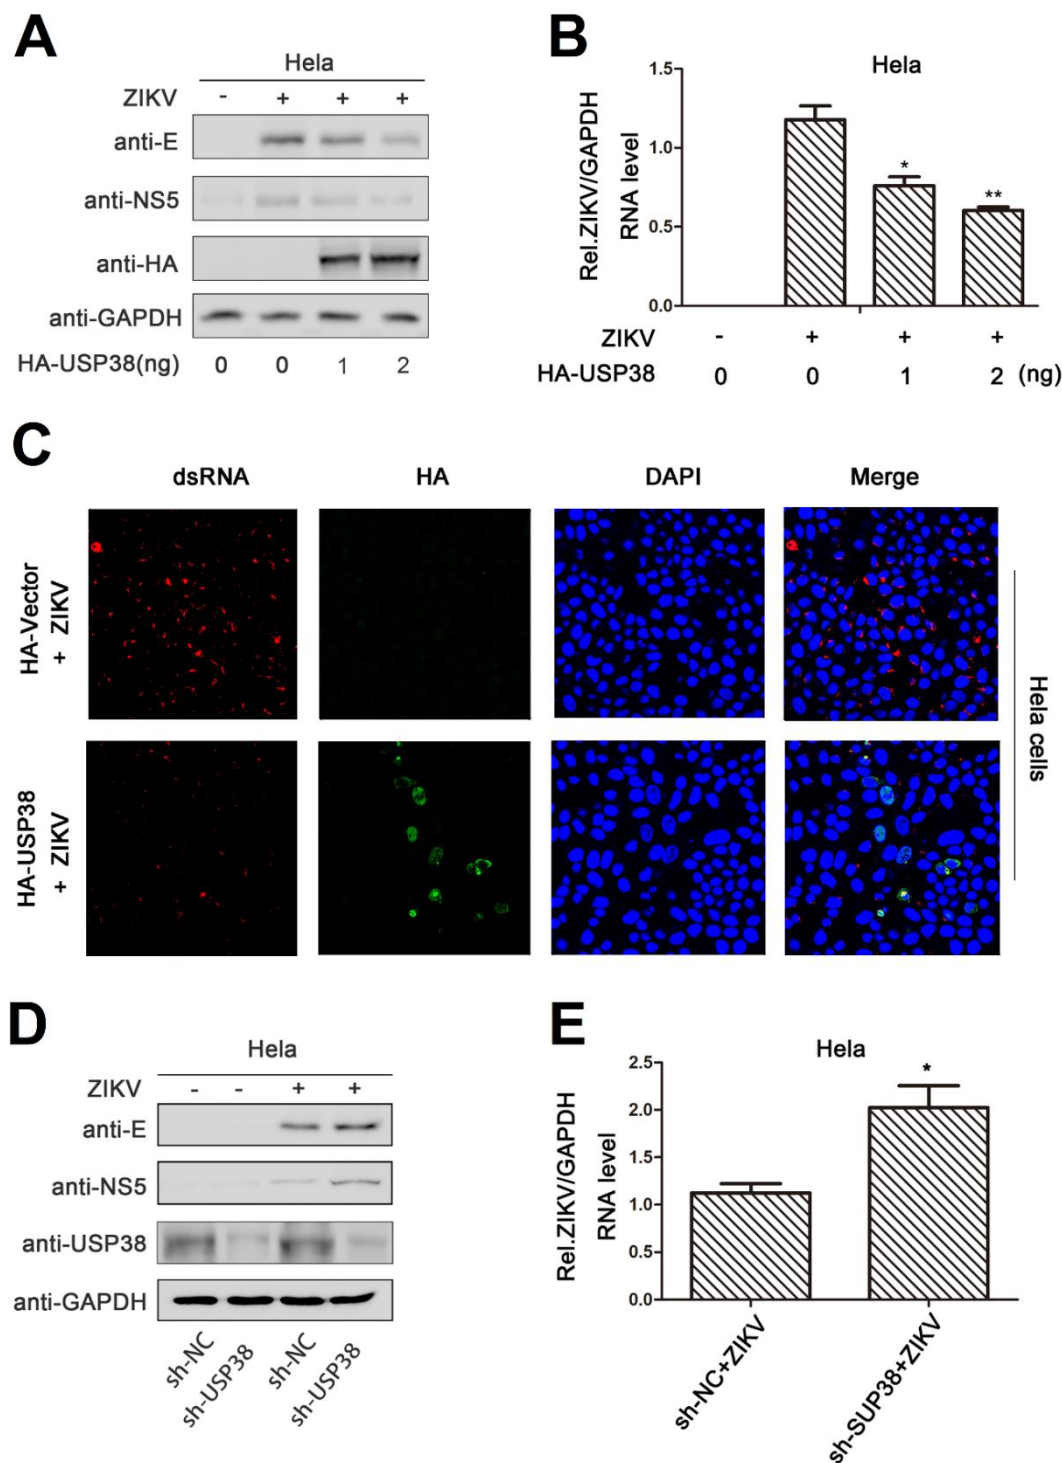 A
Hela
ZIKV - + + +
anti-E
anti-NS5
anti-HA
anti-GAPDH
HA-USP38(ng) 0 0 1 2
B
Hela
Rel.ZIKV/GAPDH
RNA level
1.5
1.0
0.5
0.0
*
**
ZIKV - + + +
HA-USP38 0 0 1 2 (ng)
C
dsRNA HA DAPI Merge
HA-Vector
+ ZIKV
HA-USP38
+ ZIKV
Hela cells
D
Hela
ZIKV - - + +
anti-E
anti-NS5
anti-USP38
anti-GAPDH
sh-NC
sh-USP38
sh-NC
sh-USP38
E
Hela
Rel.ZIKV/GAPDH
RNA level
2.5
2.0
1.5
1.0
0.5
0.0
*
sh-NC+ZIKV
sh-SUP38+ZIKV